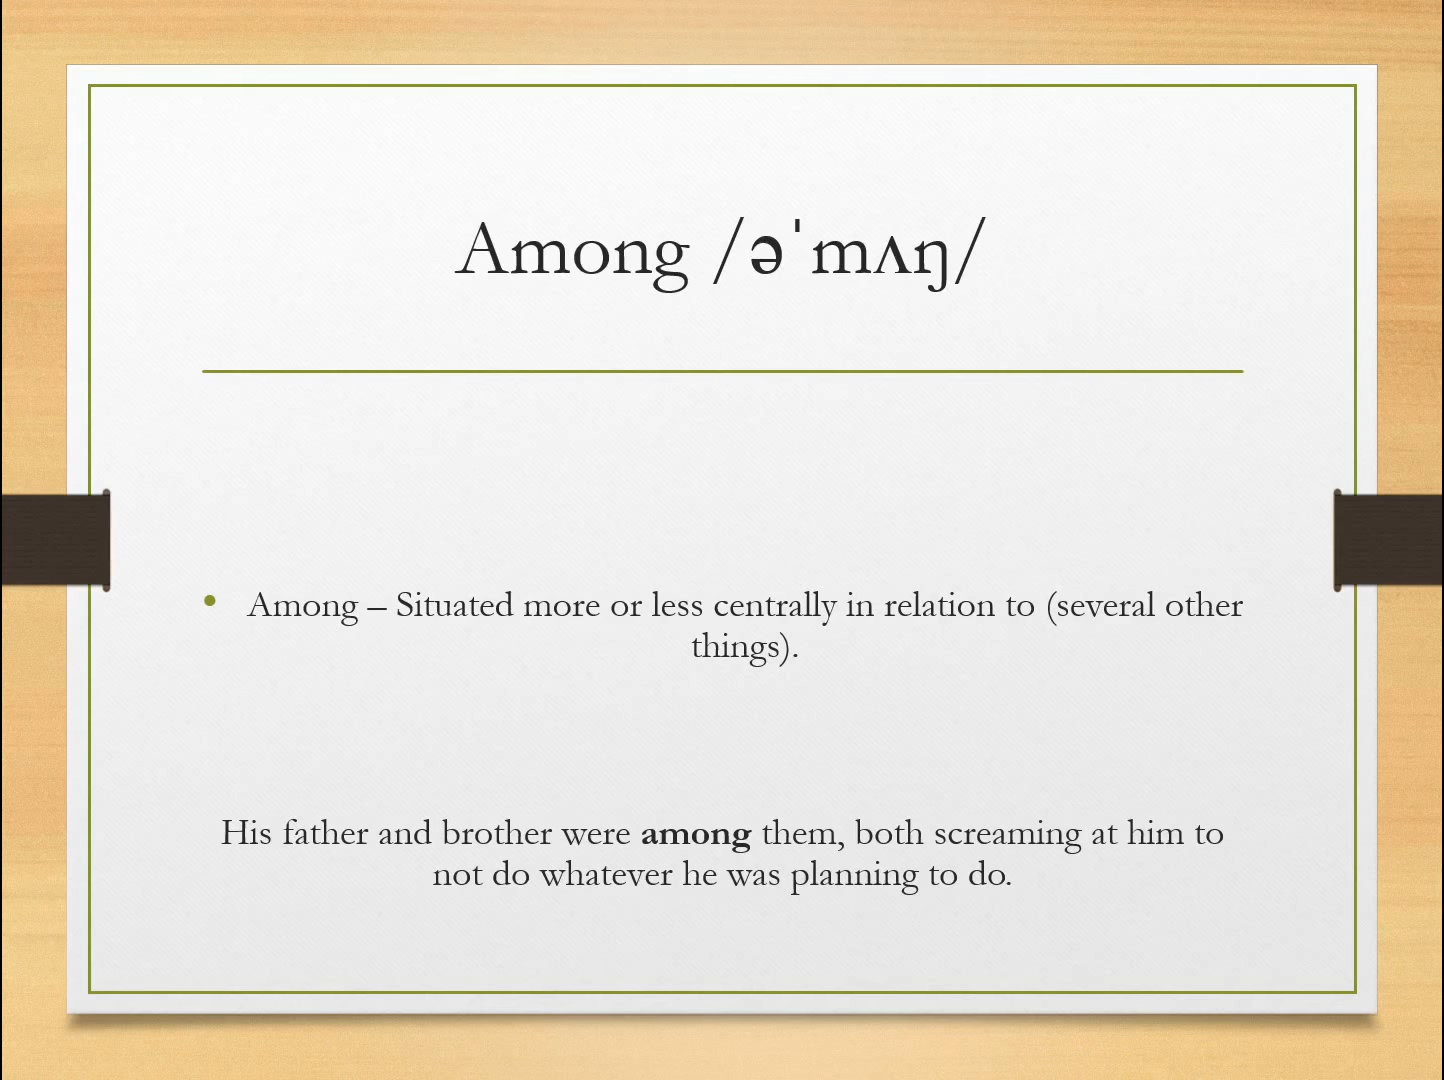 Among /əˈmʌŋ/
• Among – Situated more or less centrally in relation to (several other
things).
His father and brother were among them, both screaming at him to
not do whatever he was planning to do.